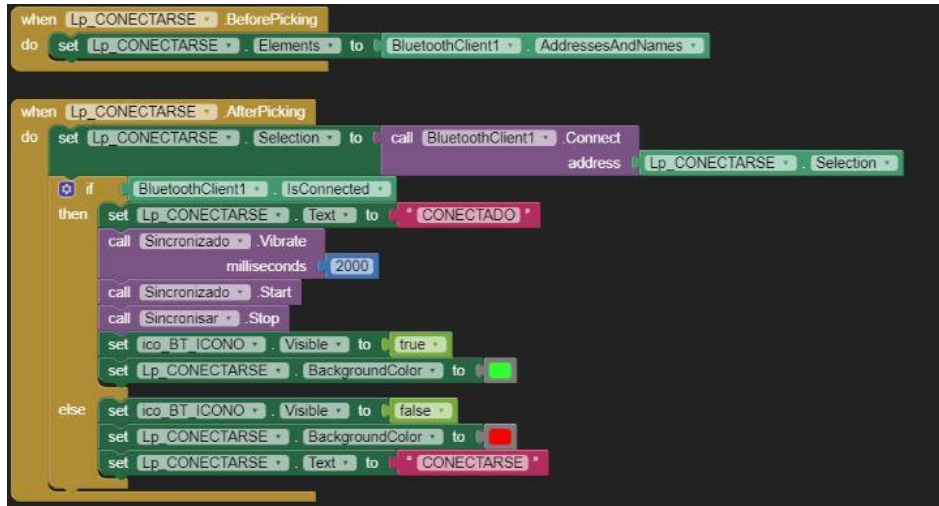 when Lp_CONECTARSE .BeforePicking
do set Lp_CONECTARSE . Elements to BluetoothClient1 . AddressesAndNames
when Lp_CONECTARSE .AfterPicking
do set Lp_CONECTARSE . Selection to call BluetoothClient1 .Connect
address Lp_CONECTARSE . Selection
if BluetoothClient1 . IsConnected
then set Lp_CONECTARSE . Text to " CONECTADO "
call Sincronizado .Vibrate
milliseconds 2000
call Sincronizado .Start
call Sincronisar .Stop
set ico_BT_ICONO . Visible to true
set Lp_CONECTARSE . BackgroundColor to
else set ico_BT_ICONO . Visible to false
set Lp_CONECTARSE . BackgroundColor to
set Lp_CONECTARSE . Text to " CONECTARSE "